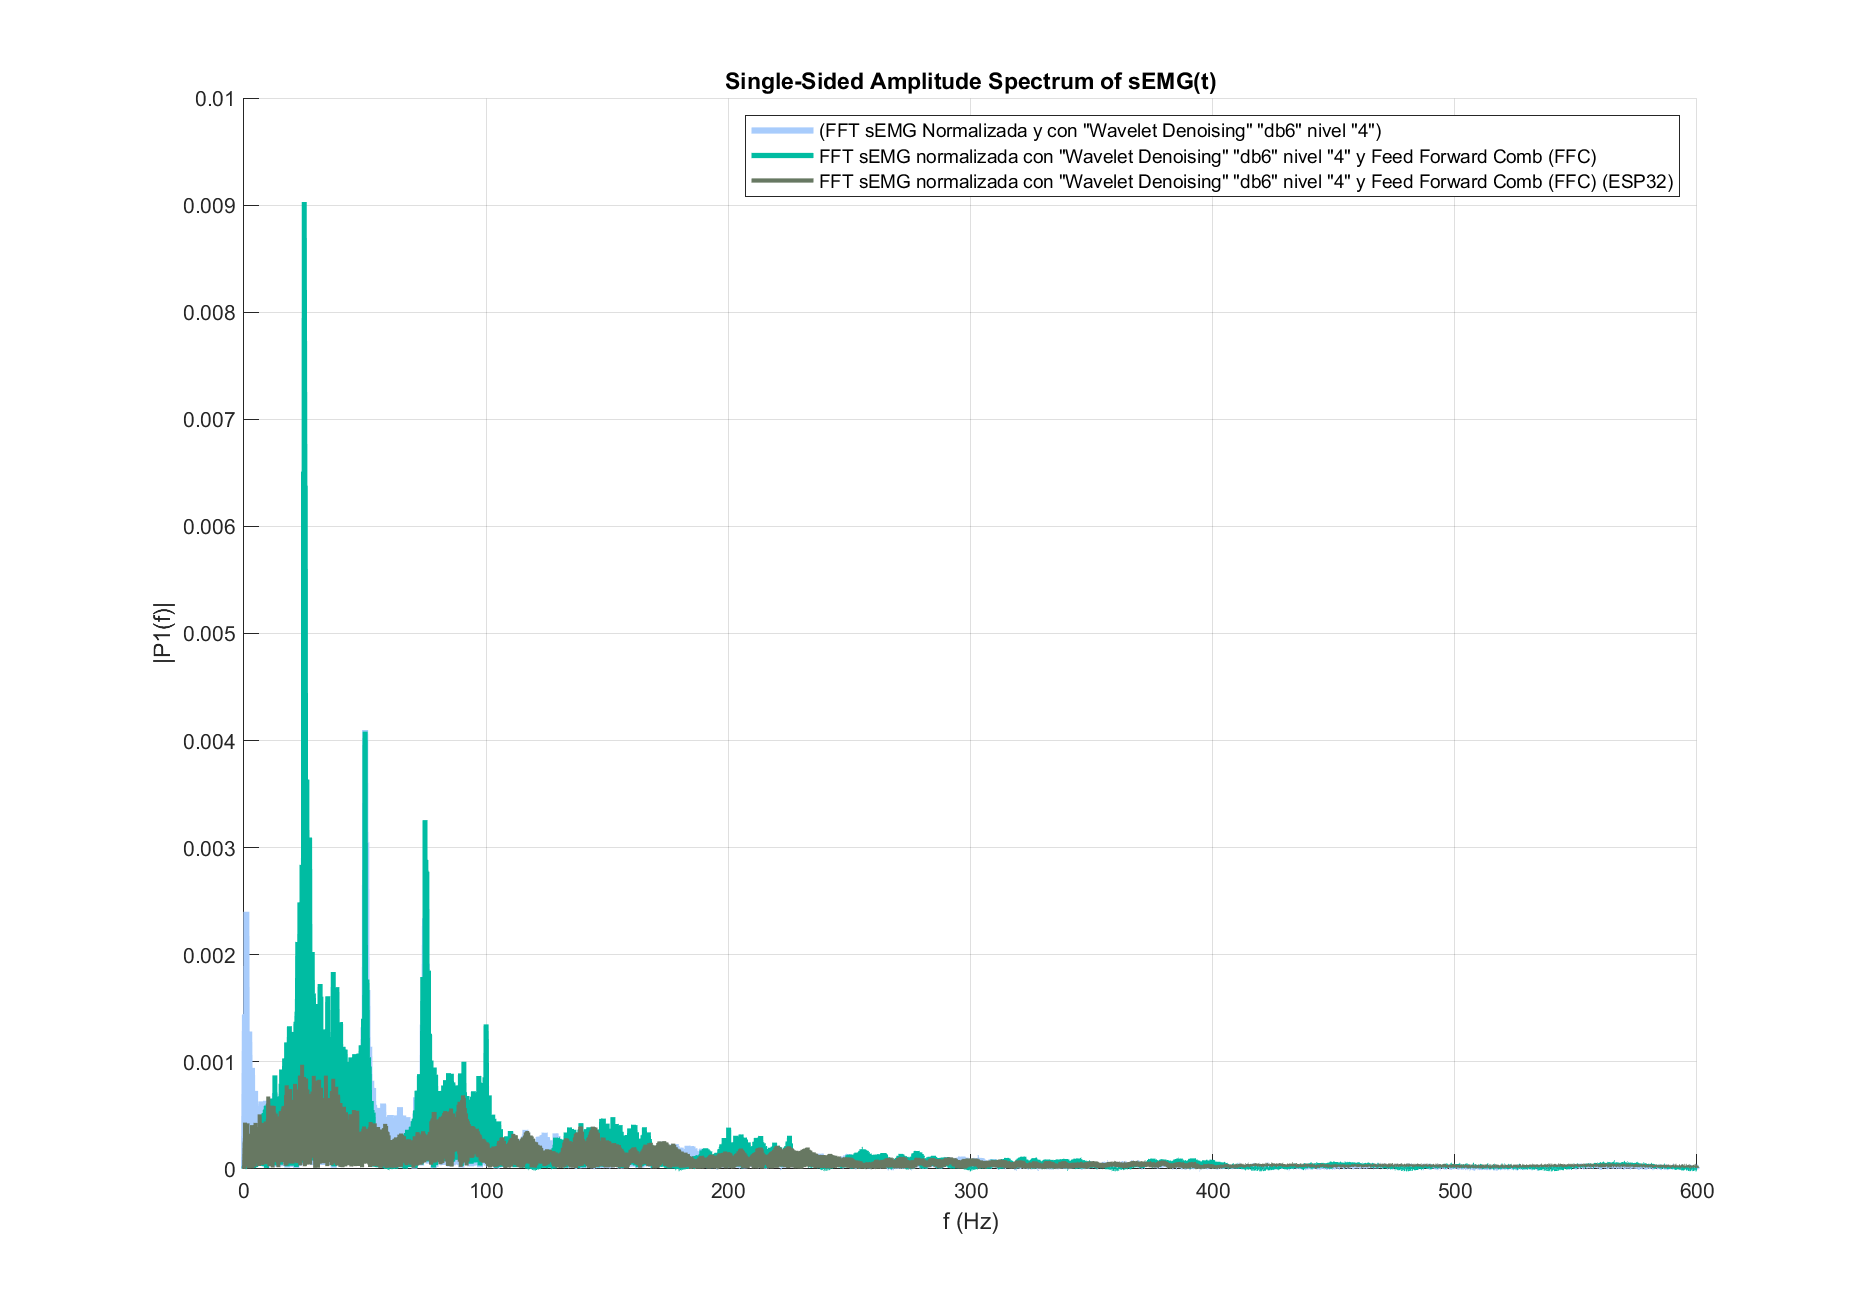 Single-Sided Amplitude Spectrum of sEMG(t)
(FFT sEMG Normalizada y con "Wavelet Denoising" "db6" nivel "4")
FFT sEMG normalizada con "Wavelet Denoising" "db6" nivel "4" y Feed Forward Comb (FFC)
FFT sEMG normalizada con "Wavelet Denoising" "db6" nivel "4" y Feed Forward Comb (FFC) (ESP32)
0.01
0.009
0.008
0.007
0.006
0.005
0.004
0.003
0.002
0.001
0
|P1(f)|
0 100 200 300 400 500 600
f (Hz)